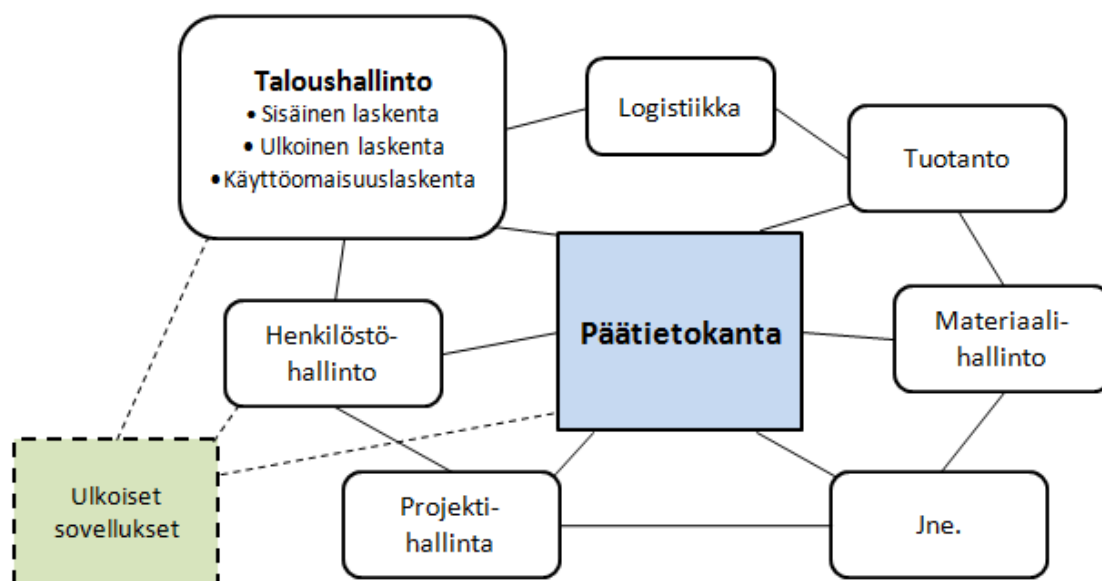 Taloushallinto
• Sisäinen laskenta
• Ulkoinen laskenta
• Käyttöomaisuuslaskenta
Logistiikka
Tuotanto
Henkilöstö-
hallinto
Päätietokanta
Materiaali-
hallinto
Ulkoiset
sovellukset
Projekti-
hallinta
Jne.